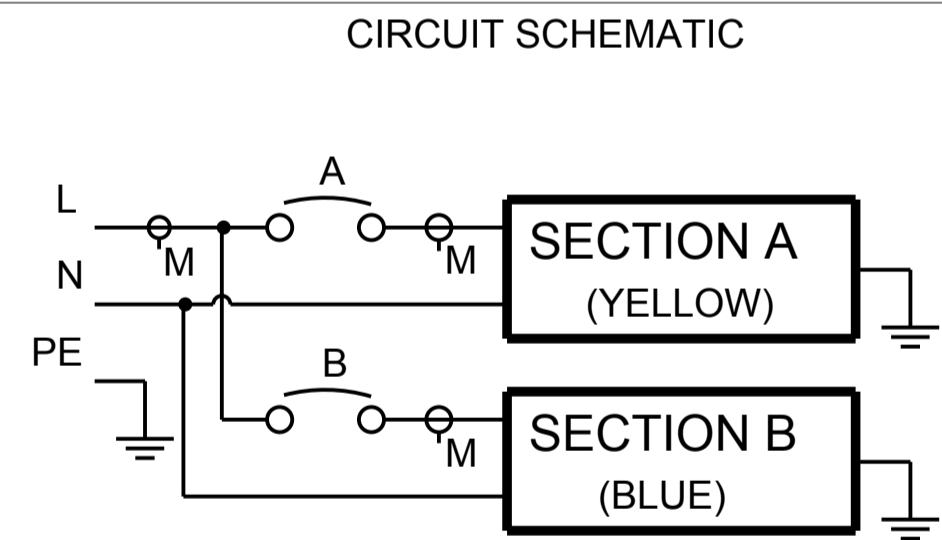 CIRCUIT SCHEMATIC
A
L
M
M
SECTION A
(YELLOW)
N
PE
B
M
SECTION B
(BLUE)